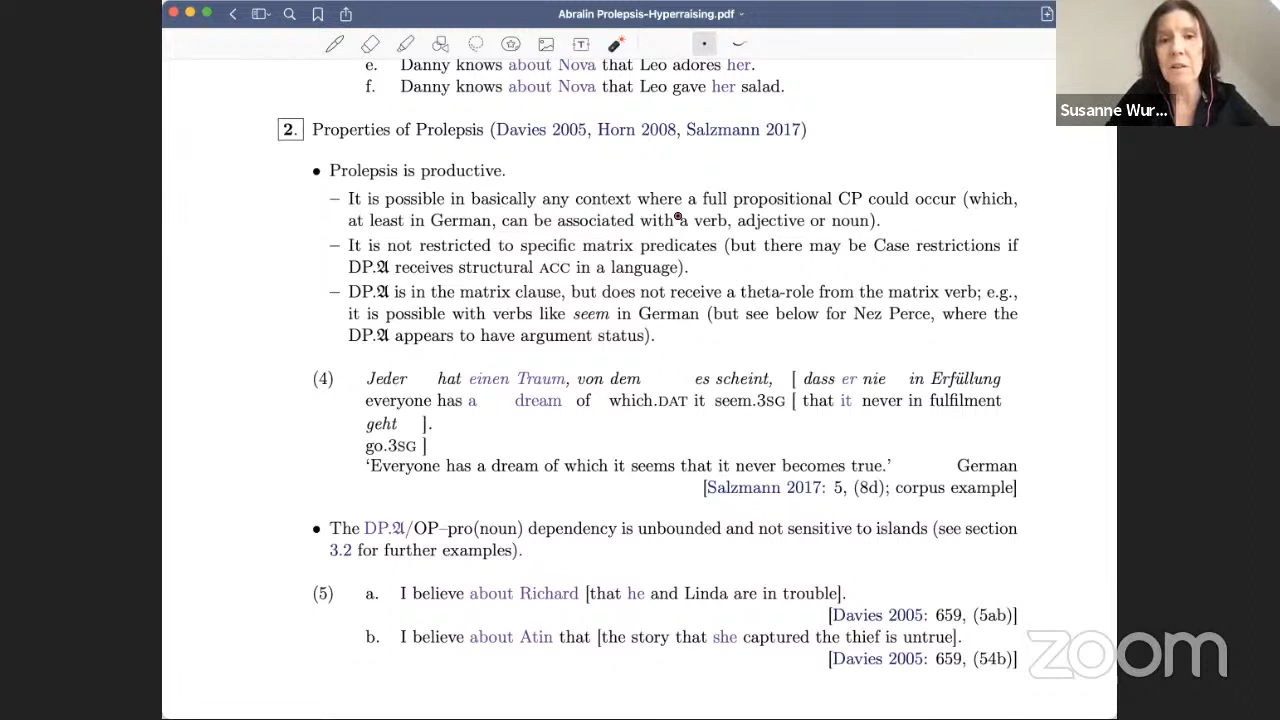 Abralin Prolepsis-Hyperraising.pdf
Susanne Wur...
e. Danny knows about Nova that Leo adores her.
f. Danny knows about Nova that Leo gave her salad.
2. Properties of Prolepsis (Davies 2005, Horn 2008, Salzmann 2017)
• Prolepsis is productive.
– It is possible in basically any context where a full propositional CP could occur (which,
at least in German, can be associated with a verb, adjective or noun).
– It is not restricted to specific matrix predicates (but there may be Case restrictions if
DP.𝔄 receives structural ACC in a language).
– DP.𝔄 is in the matrix clause, but does not receive a theta-role from the matrix verb; e.g.,
it is possible with verbs like seem in German (but see below for Nez Perce, where the
DP.𝔄 appears to have argument status).
(4) Jeder hat einen Traum, von dem es scheint, [ dass er nie in Erfüllung
everyone has a dream of which.DAT it seem.3SG [ that it never in fulfilment
geht ].
go.3SG ]
‘Everyone has a dream of which it seems that it never becomes true.’ German
[Salzmann 2017: 5, (8d); corpus example]
• The DP.𝔄/OP–pro(noun) dependency is unbounded and not sensitive to islands (see section
3.2 for further examples).
(5) a. I believe about Richard [that he and Linda are in trouble].
[Davies 2005: 659, (5ab)]
b. I believe about Atin that [the story that she captured the thief is untrue].
[Davies 2005: 659, (54b)]
zoom